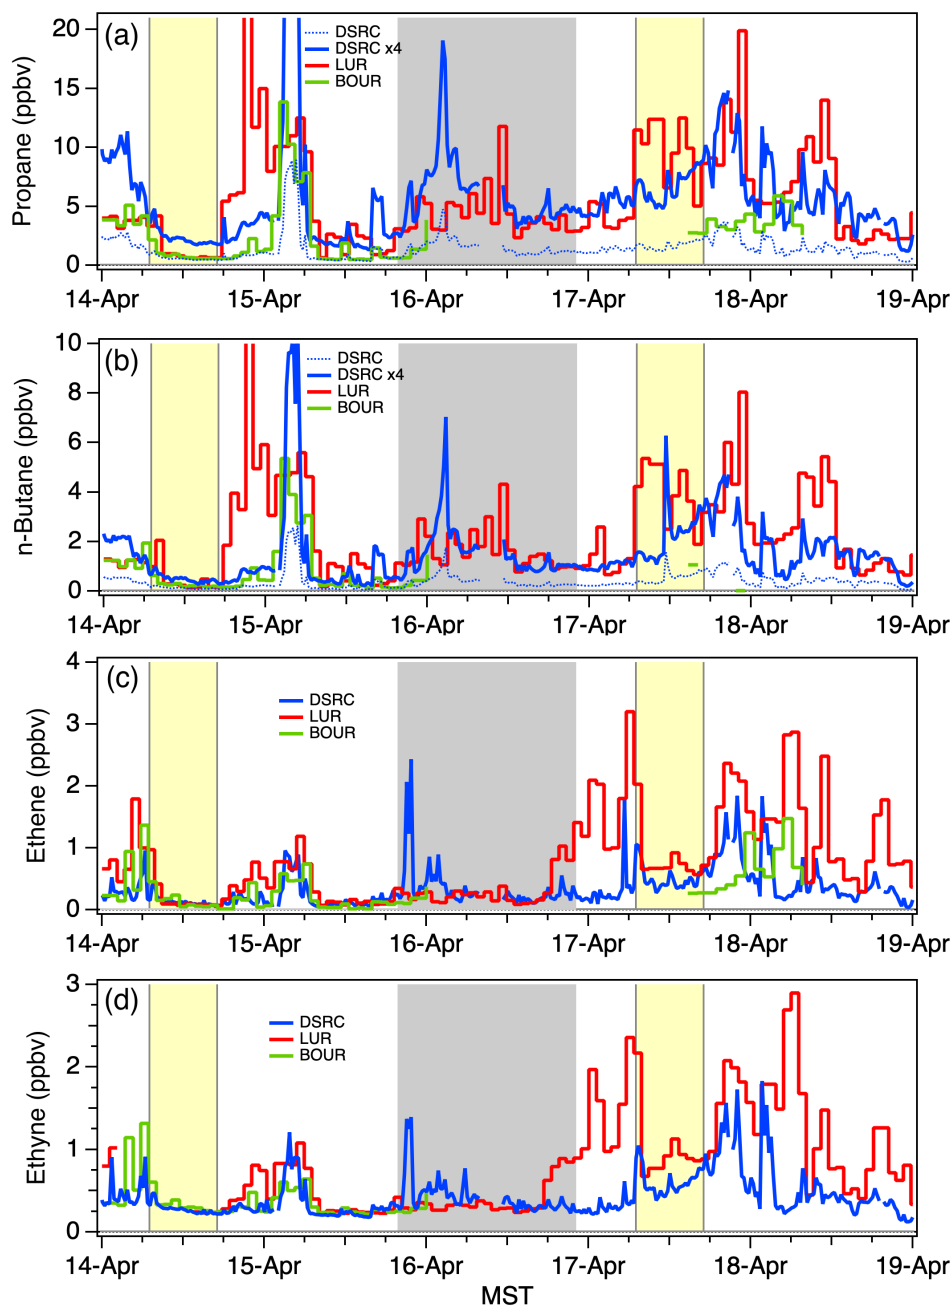 (a)
DSRC
DSRC x4
LUR
BOUR
Propane (ppbv)
20
15
10
5
0
14-Apr 15-Apr 16-Apr 17-Apr 18-Apr 19-Apr
(b)
DSRC
DSRC x4
LUR
BOUR
n-Butane (ppbv)
10
8
6
4
2
0
14-Apr 15-Apr 16-Apr 17-Apr 18-Apr 19-Apr
(c)
DSRC
LUR
BOUR
Ethene (ppbv)
4
3
2
1
0
14-Apr 15-Apr 16-Apr 17-Apr 18-Apr 19-Apr
(d)
DSRC
LUR
BOUR
Ethyne (ppbv)
3
2
1
0
14-Apr 15-Apr 16-Apr 17-Apr 18-Apr 19-Apr
MST